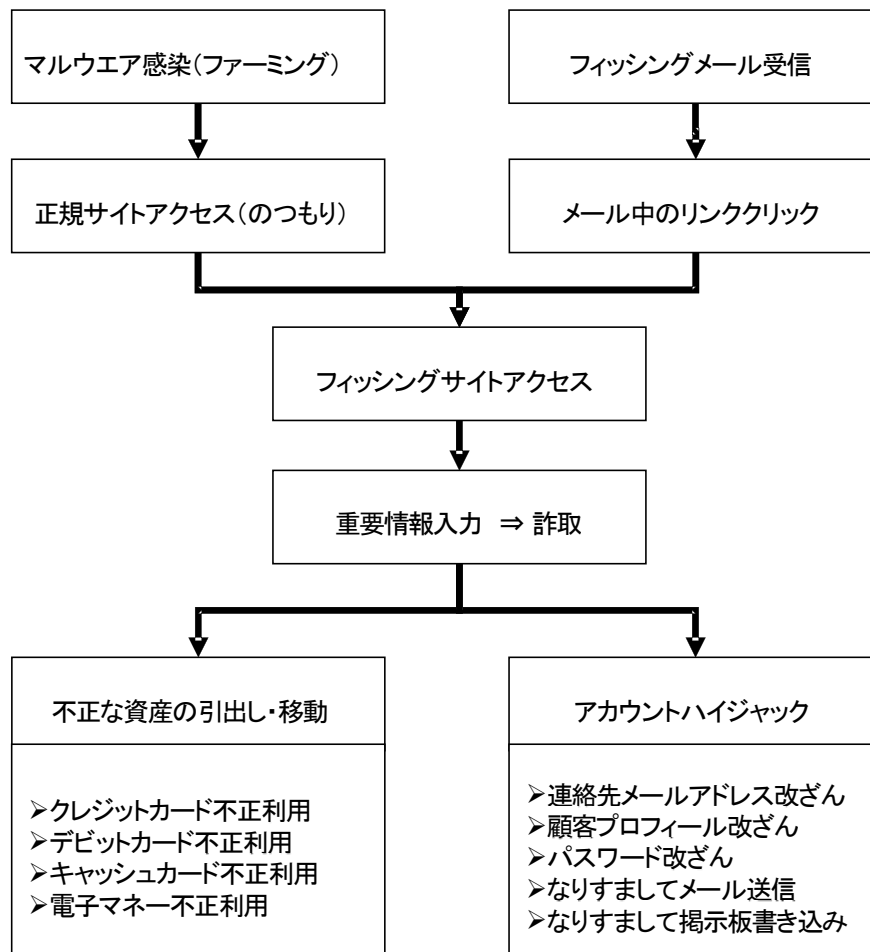 マルウエア感染(ファーミング)
フィッシングメール受信
正規サイトアクセス(のつもり)
メール中のリンククリック
フィッシングサイトアクセス
重要情報入力 ⇒ 詐取
不正な資産の引出し・移動
➢クレジットカード不正利用
➢デビットカード不正利用
➢キャッシュカード不正利用
➢電子マネー不正利用
アカウントハイジャック
➢連絡先メールアドレス改ざん
➢顧客プロフィール改ざん
➢パスワード改ざん
➢なりすましてメール送信
➢なりすまして掲示板書き込み